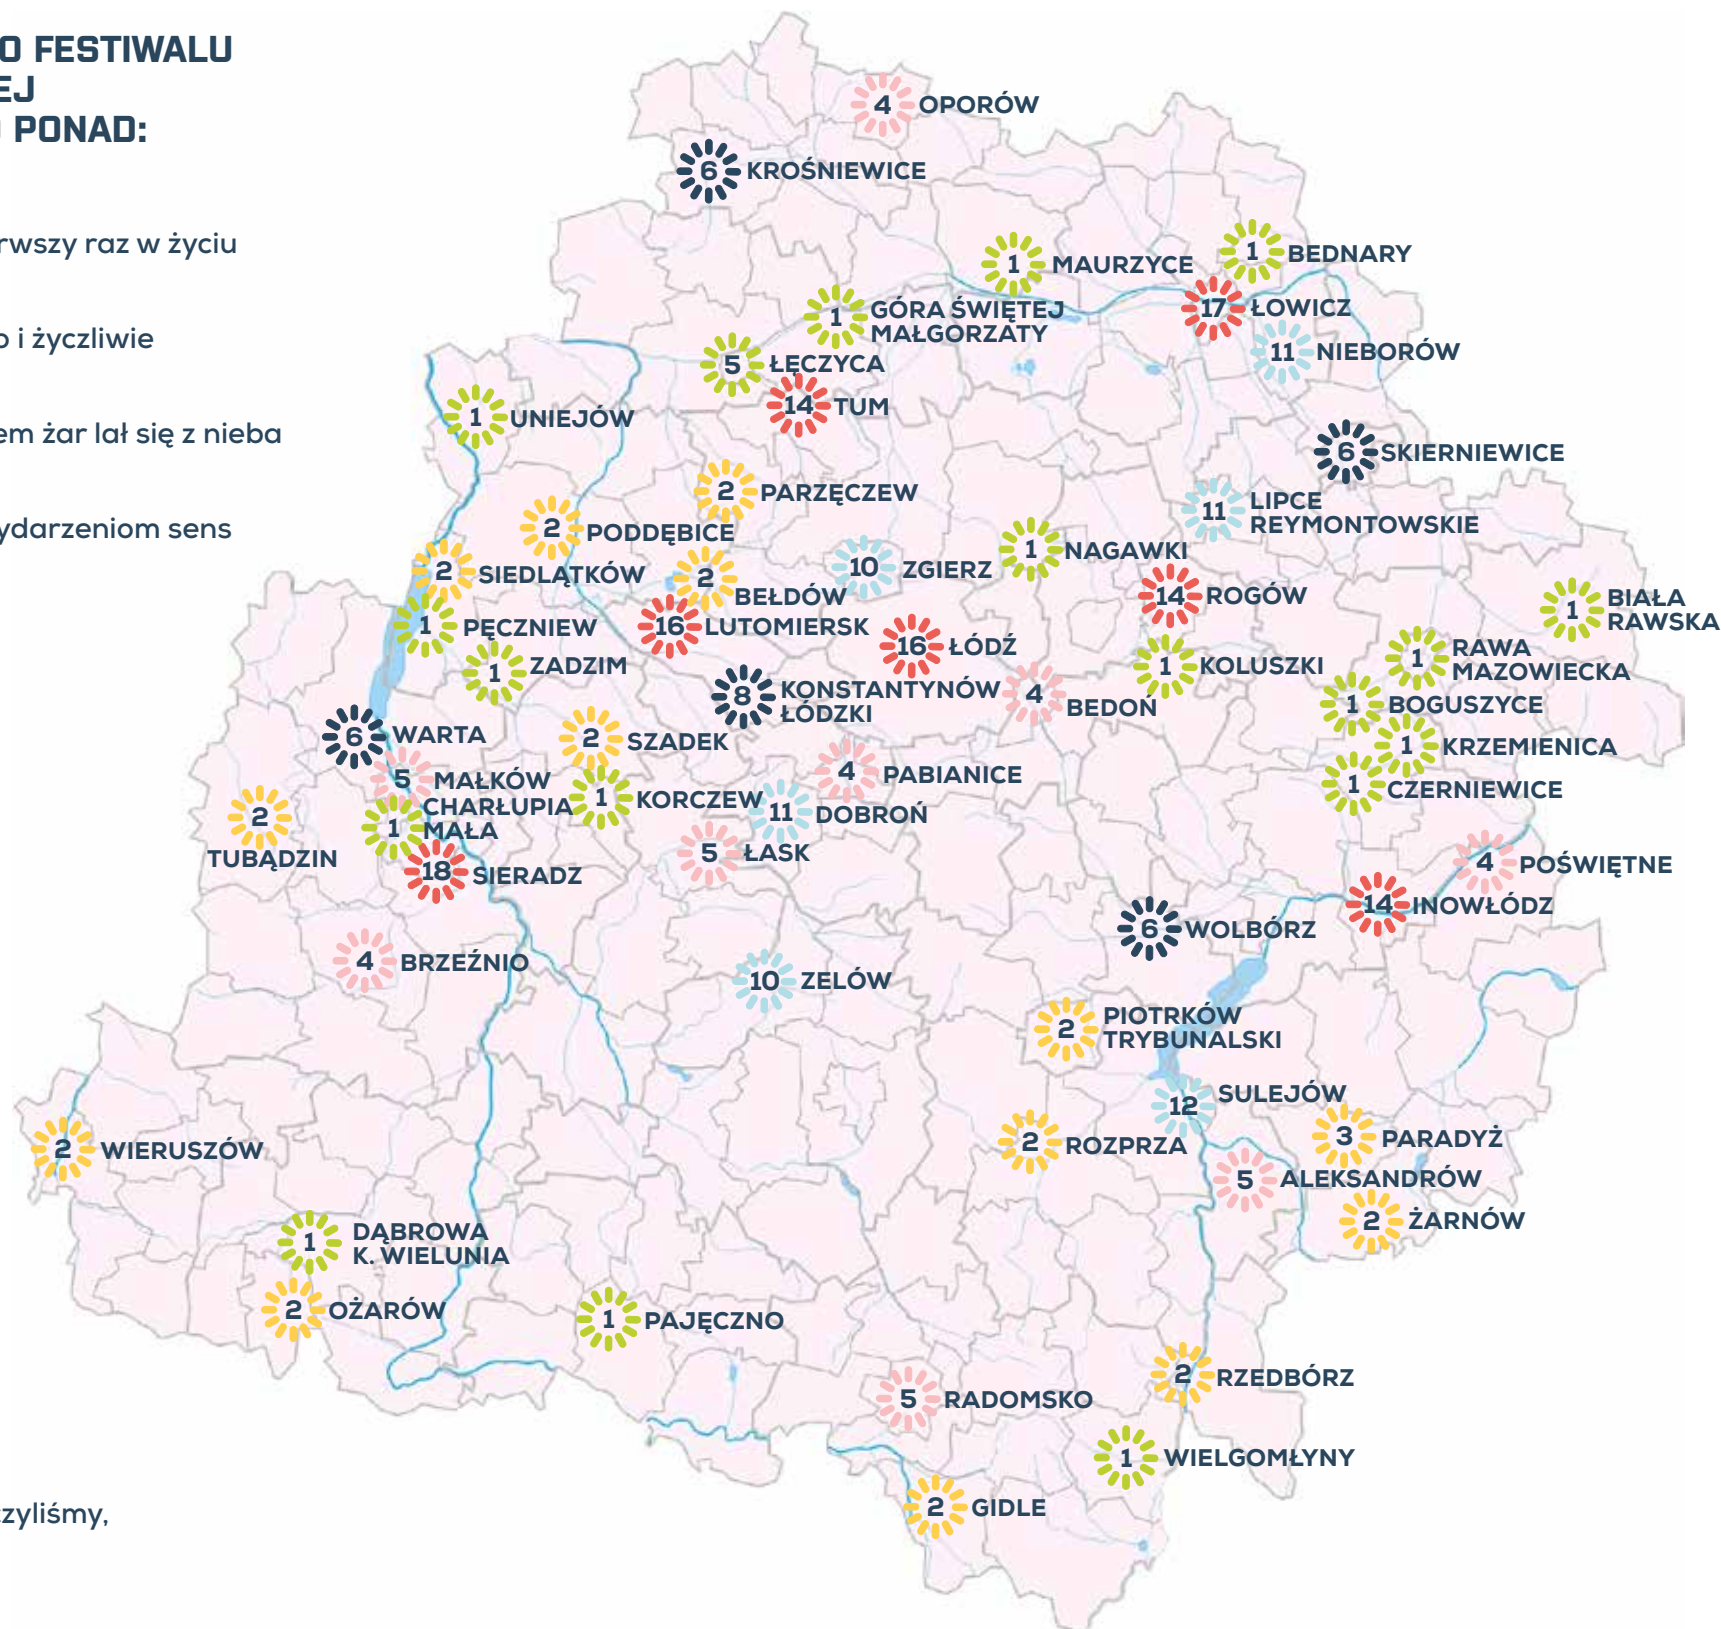 O FESTIWALU
EJ
PONAD:
rwszy raz w życiu
o i życzliwie
em żar lał się z nieba
ydarzeniom sens
zyliśmy,
4 OPORÓW
6 KROŚNIEWICE
1 MAURZYCE
1 BEDNARY
17 ŁOWICZ
1 GÓRA ŚWIĘTEJ
MAŁGORZATY
11 NIEBORÓW
5 ŁĘCZYCA
14 TUM
1 UNIEJÓW
6 SKIERNIEWICE
2 PARZĘCZEW
11 LIPCE
REYMONTOWSKIE
2 PODDĘBICE
1 NAGAWKI
2 SIEDLĄTKÓW
10 ZGIERZ
2 BEŁDÓW
14 ROGÓW
1 BIAŁA
RAWSKA
1 PĘCZNIEW
16 LUTOMIERSK
16 ŁÓDŹ
1 ZADZIM
1 KOLUSZKI
1 RAWA
MAZOWIECKA
8 KONSTANTYNÓW
ŁÓDZKI
4 BEDOŃ
1 BOGUSZYCE
6 WARTA
2 SZADEK
1 KRZEMIENICA
5 MAŁKÓW
4 PABIANICE
1 CZERNIEWICE
1 CHARŁUPIA
MAŁA
1 KORCZEW
11 DOBROŃ
2
TUBĄDZIN
5 ŁASK
18 SIERADZ
4 POŚWIĘTNE
14 INOWŁÓDZ
6 WOLBÓRZ
4 BRZEŹNIO
10 ZELÓW
2 PIOTRKÓW
TRYBUNALSKI
12 SULEJÓW
2 WIERUSZÓW
2 ROZPRZA
3 PARADYŻ
5 ALEKSANDRÓW
2 ŻARNÓW
1 DĄBROWA
K. WIELUNIA
2 OŻARÓW
1 PAJĘCZNO
2 RZEDBÓRZ
5 RADOMSKO
1 WIELGOMŁYNY
2 GIDLE